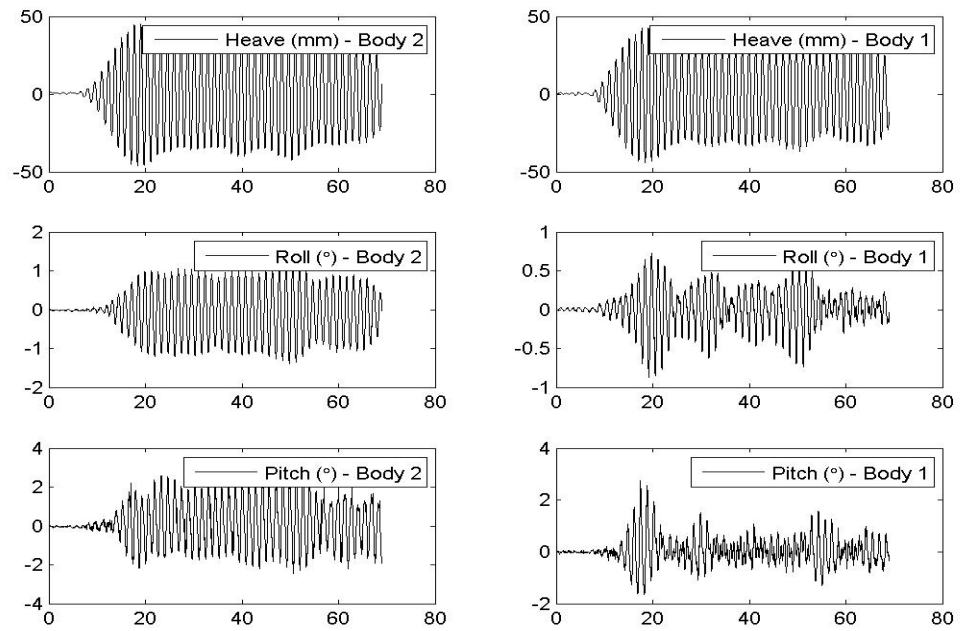 50
0
-50
0 20 40 60 80
Heave (mm) - Body 2
50
0
-50
0 20 40 60 80
Heave (mm) - Body 1
2
1
0
-1
-2
0 20 40 60 80
Roll (°) - Body 2
1
0.5
0
-0.5
-1
0 20 40 60 80
Roll (°) - Body 1
4
2
0
-2
-4
0 20 40 60 80
Pitch (°) - Body 2
4
2
0
-2
0 20 40 60 80
Pitch (°) - Body 1